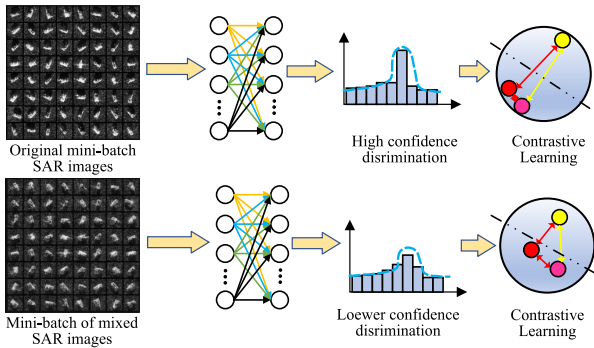 Original mini-batch
SAR images
High confidence
disrimination
Contrastive
Learning
Mini-batch of mixed
SAR images
Loewer confidence
disrimination
Contrastive
Learning